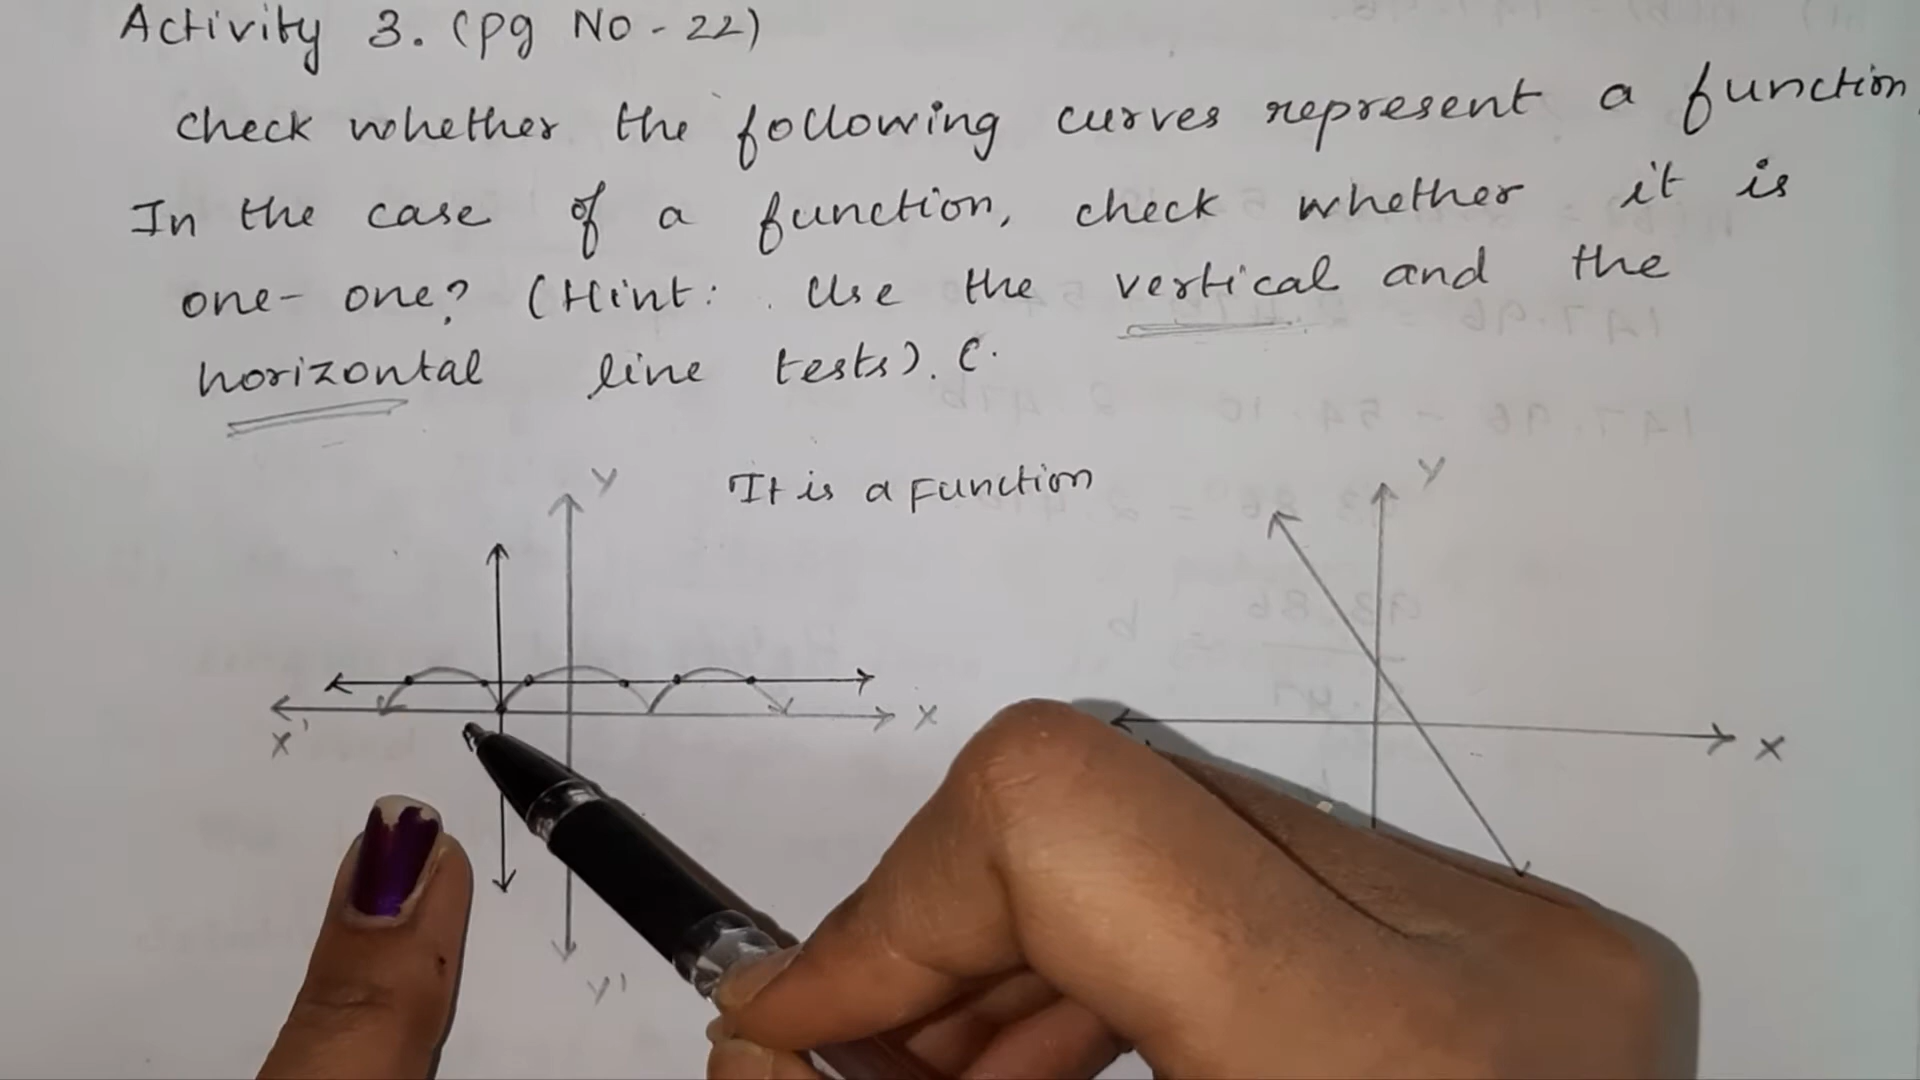 Activity 3. (pg No - 22)
check whether the following curves represent a function
In the case of a function, check whether it is
one- one? (Hint: Use the vertical and the
horizontal line tests). (.
It is a Function
Y
Y
X'
X
X
Y'